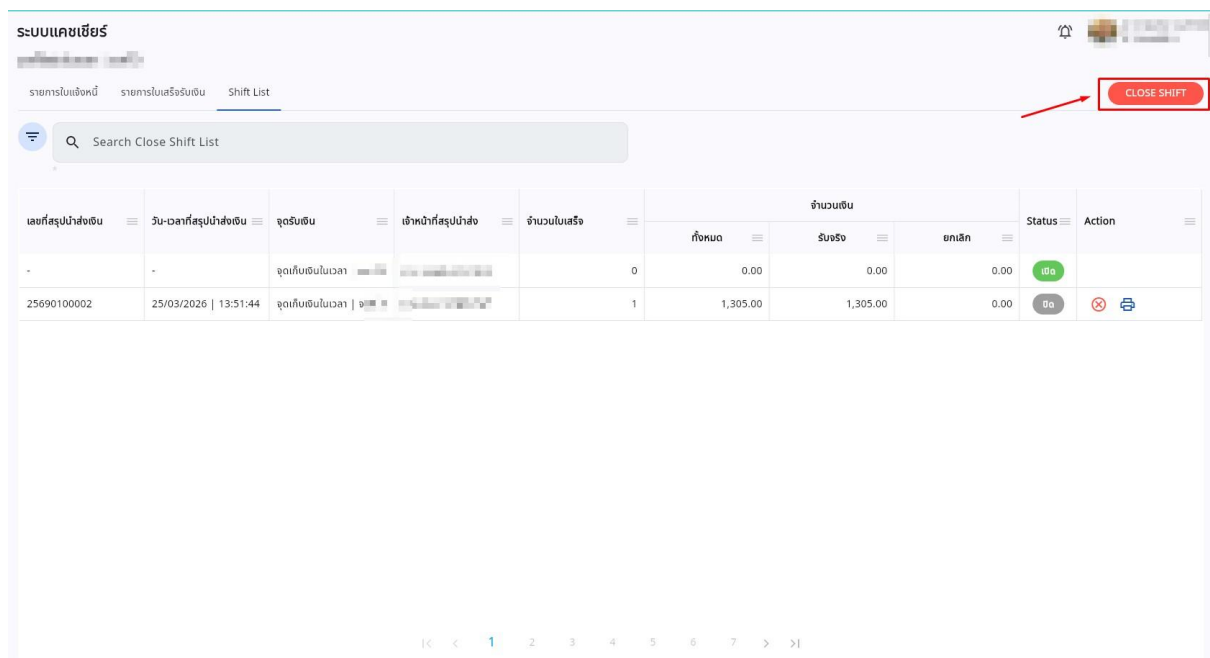 ระบบแคชเชียร์
รายการใบแจ้งหนี้ รายการใบเสร็จรับเงิน Shift List CLOSE SHIFT
Search Close Shift List
เลขที่สรุปนำส่งเงิน วัน-เวลาที่สรุปนำส่งเงิน จุดรับเงิน เจ้าหน้าที่สรุปนำส่ง จำนวนใบเสร็จ จำนวนเงิน Status Action
ทั้งหมด รับจริง ยกเลิก
- - จุดเก็บเงินในเวลา 0 0.00 0.00 0.00 เปิด
25690100002 25/03/2026 | 13:51:44 จุดเก็บเงินในเวลา | 1 1,305.00 1,305.00 0.00 ปิด
1 2 3 4 5 6 7